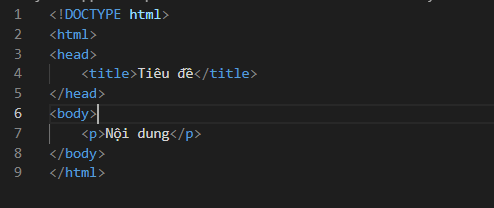 1 <!DOCTYPE html>
2 <html>
3 <head>
4 <title>Tiêu đề</title>
5 </head>
6 <body>
7 <p>Nội dung</p>
8 </body>
9 </html>